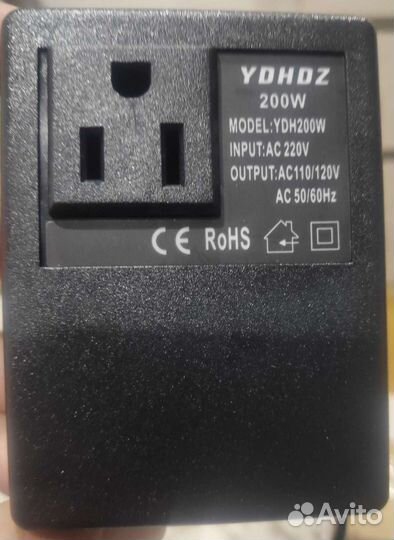 YDHDZ
200W
MODEL:YDH200W
INPUT:AC 220V
OUTPUT:AC110/120V
AC 50/60Hz
CE RoHS
Avito